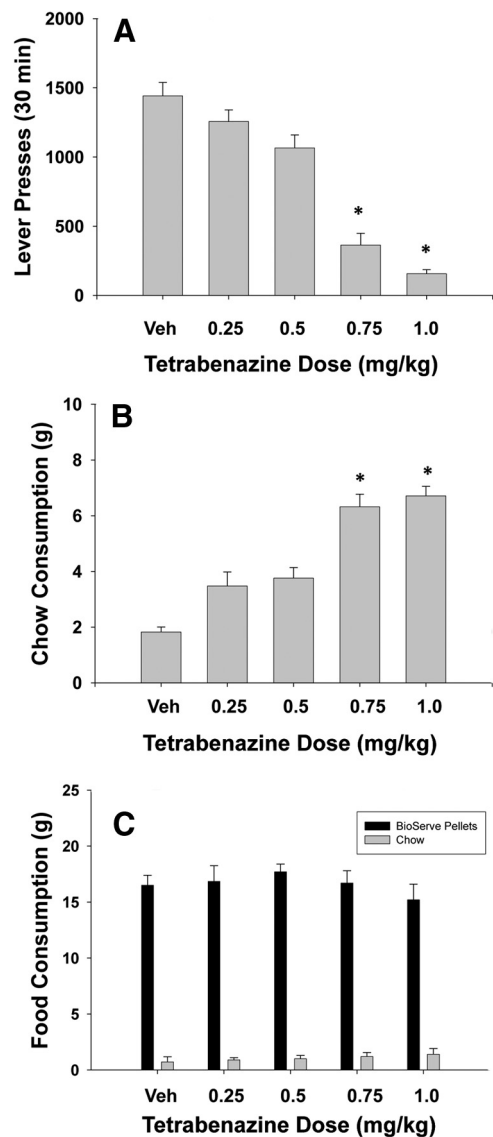 A
2000
1500
1000
500
0
Lever Presses (30 min)
*
*
Veh 0.25 0.5 0.75 1.0
Tetrabenazine Dose (mg/kg)
B
10
8
6
4
2
0
Chow Consumption (g)
*
*
Veh 0.25 0.5 0.75 1.0
Tetrabenazine Dose (mg/kg)
C
25
20
15
10
5
0
Food Consumption (g)
BioServe Pellets
Chow
Veh 0.25 0.5 0.75 1.0
Tetrabenazine Dose (mg/kg)